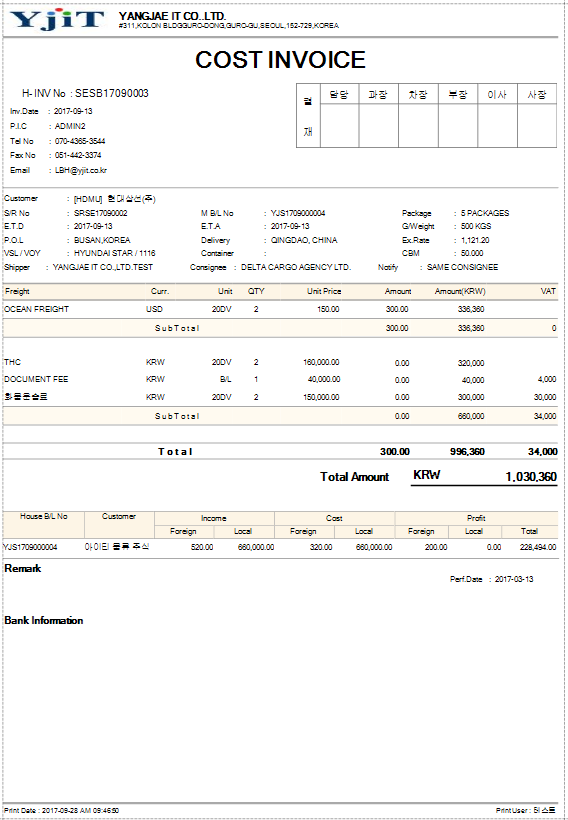 YJiT YANGJAE IT CO.,LTD.
#311,KOLON BLDGGURO-DONG,GURO-GU,SEOUL,152-729,KOREA
COST INVOICE
H- INV No : SESB17090003
결재 담당 과장 차장 부장 이사 사장
Inv.Date : 2017-09-13
P.I.C : ADMIN2
Tel No : 070-4365-3544
Fax No : 051-442-3374
Email : LBH@yjit.co.kr
Customer : [HDMU] 현대상선(주)
S/R No : SRSE17090002 M B/L No : YJS1709000004 Package : 5 PACKAGES
E.T.D : 2017-09-13 E.T.A : 2017-09-13 G/Weight : 500 KGS
P.O.L : BUSAN,KOREA Delivery : QINGDAO, CHINA Ex.Rate : 1,121.20
VSL / VOY : HYUNDAI STAR / 1116 Container : CBM : 50.000
Shipper : YANGJAE IT CO.,LTD.TEST Consignee : DELTA CARGO AGENCY LTD. Notify : SAME CONSIGNEE
Freight Curr. Unit QTY Unit Price Amount Amount(KRW) VAT
OCEAN FREIGHT USD 20DV 2 150.00 300.00 336,360
SubTotal 300.00 336,360 0
THC KRW 20DV 2 160,000.00 0.00 320,000
DOCUMENT FEE KRW B/L 1 40,000.00 0.00 40,000 4,000
화물운송료 KRW 20DV 2 150,000.00 0.00 300,000 30,000
SubTotal 0.00 660,000 34,000
Total 300.00 996,360 34,000
Total Amount KRW 1,030,360
House B/L No Customer Income Cost Profit
Foreign Local Foreign Local Foreign Local Total
YJS1709000004 아이티 물류 주식 520.00 660,000.00 320.00 660,000.00 200.00 0.00 228,494.00
Remark
Perf.Date : 2017-03-13
Bank Information
Print Date : 2017-09-28 AM 09:46:50 Print User :